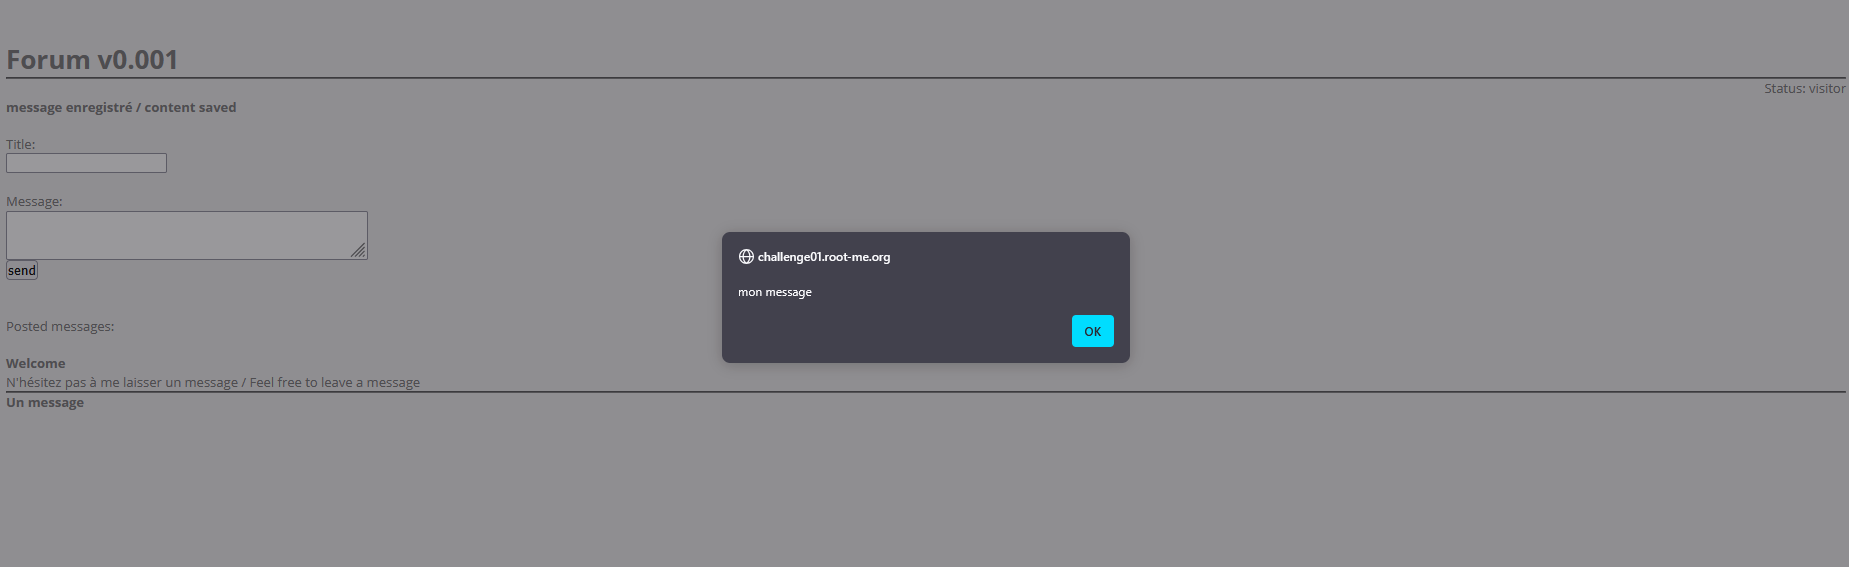 Forum v0.001
Status: visitor
message enregistré / content saved
Title:
Message:
send
challenge01.root-me.org
mon message
OK
Posted messages:
Welcome
N'hésitez pas à me laisser un message / Feel free to leave a message
Un message